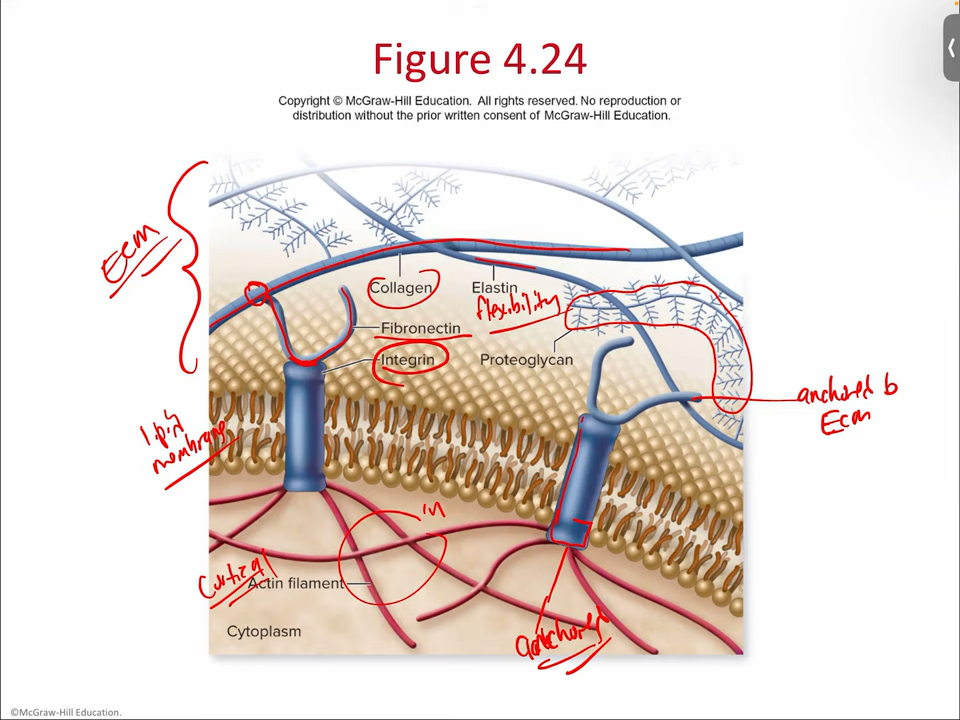 Figure 4.24
Copyright © McGraw-Hill Education. All rights reserved. No reproduction or
distribution without the prior written consent of McGraw-Hill Education.
ECM
Collagen
Elastin
flexibility
Fibronectin
Integrin
Proteoglycan
anchored to
ECM
lipid
membrane
in
Cortical
Actin filament
Cytoplasm
anchored
©McGraw-Hill Education.